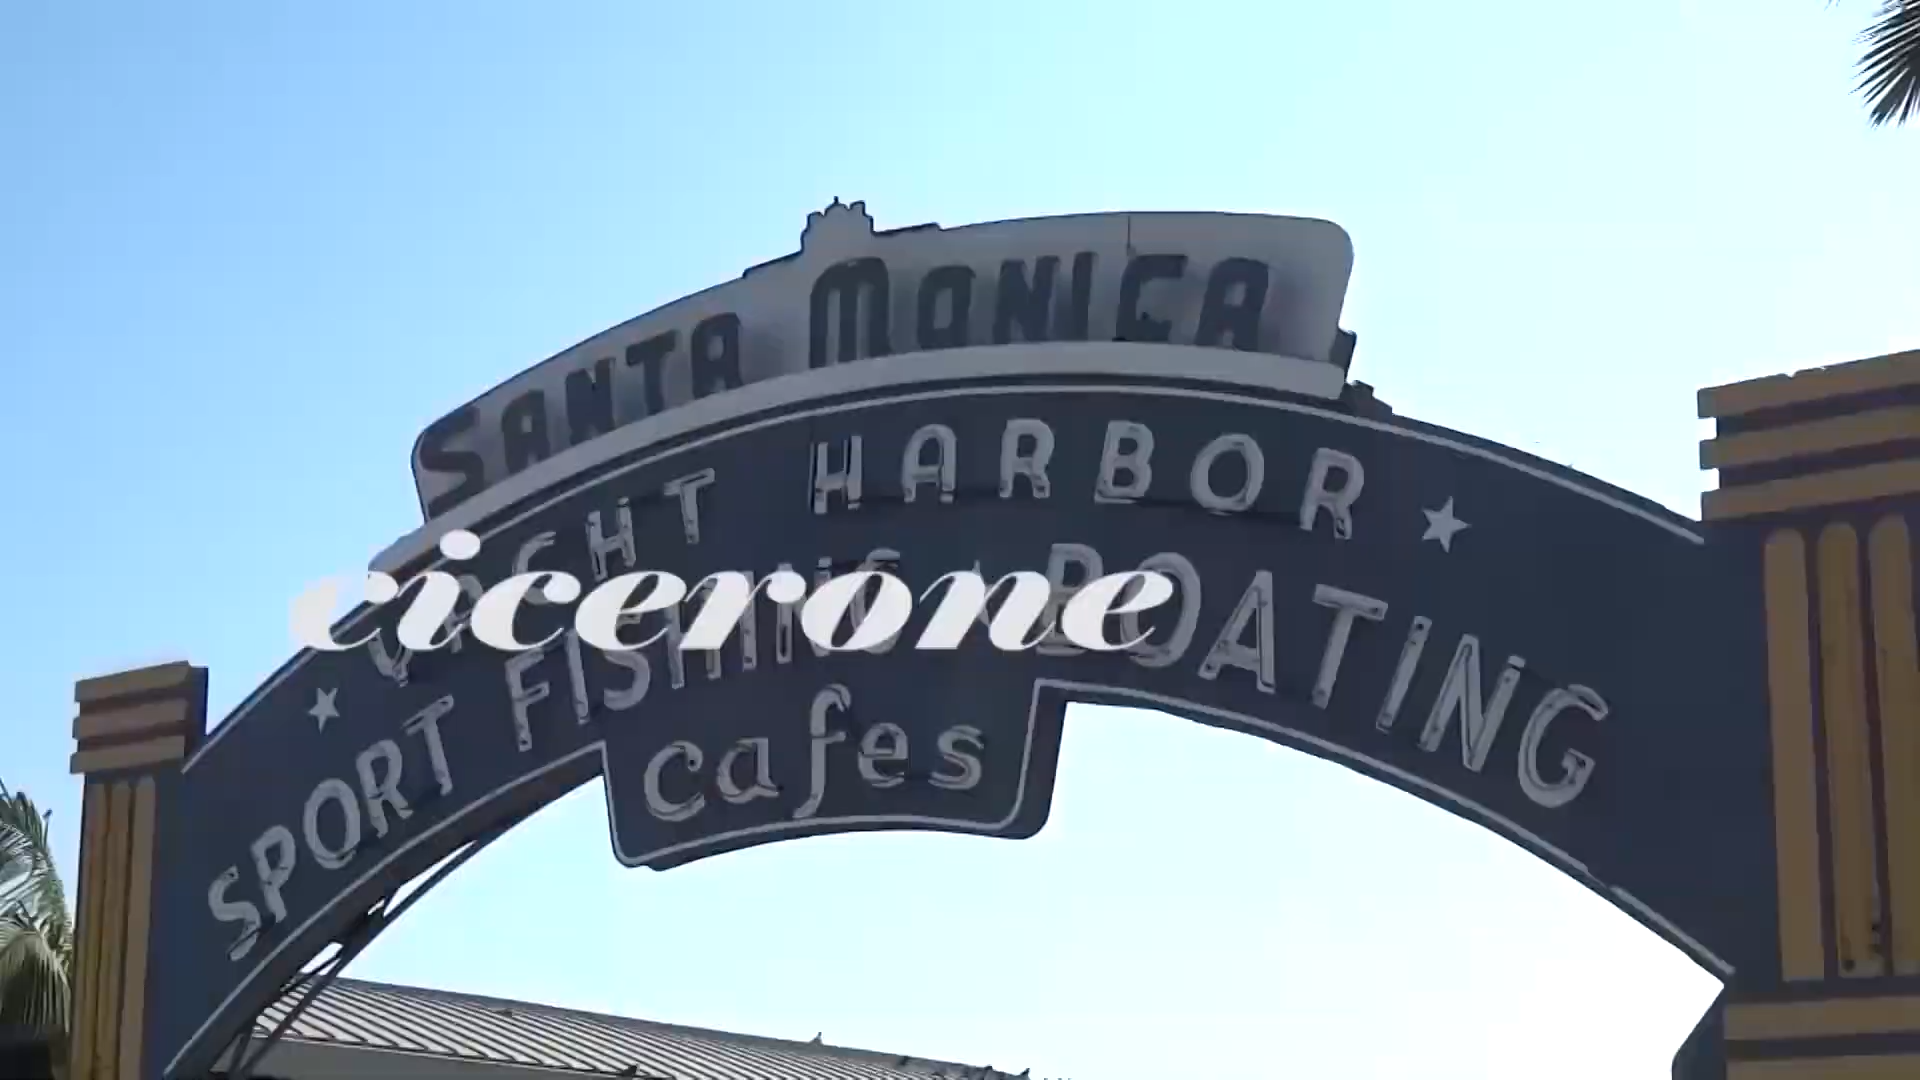 SANTA MONICA
YACHT HARBOR
cicerone
SPORT FISHING ★ BOATING
cafes